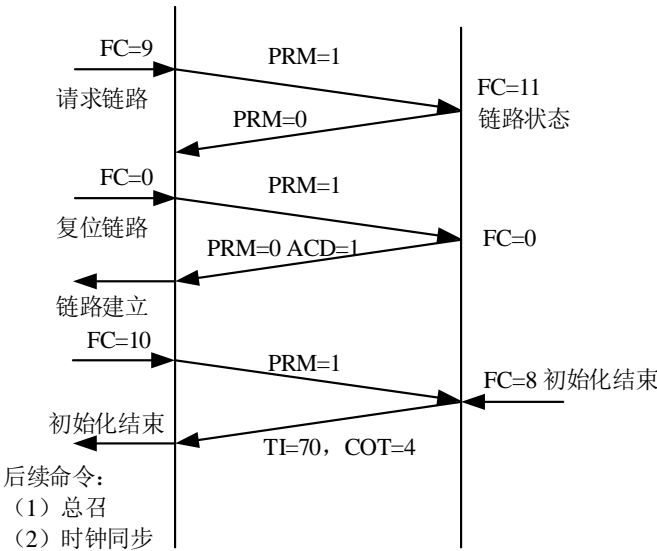 FC=9
PRM=1
请求链路
FC=11
链路状态
PRM=0
FC=0
PRM=1
复位链路
FC=0
PRM=0 ACD=1
链路建立
FC=10
PRM=1
FC=8 初始化结束
初始化结束
TI=70，COT=4
后续命令：
（1）总召
（2）时钟同步